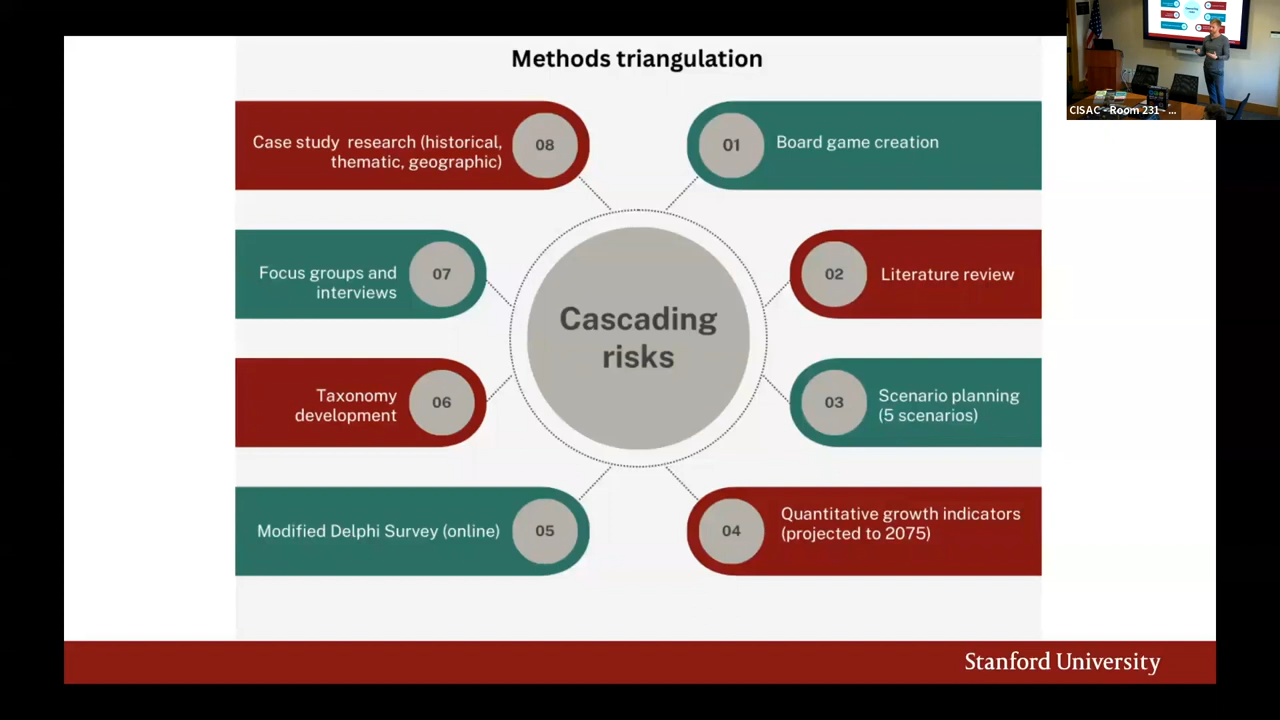 Methods triangulation
Case study research (historical,
thematic, geographic)
08
01
Board game creation
Focus groups and
interviews
07
02
Literature review
Cascading
risks
Taxonomy
development
06
03
Scenario planning
(5 scenarios)
Modified Delphi Survey (online)
05
04
Quantitative growth indicators
(projected to 2075)
Stanford University
CISAC - Room 231 - ...